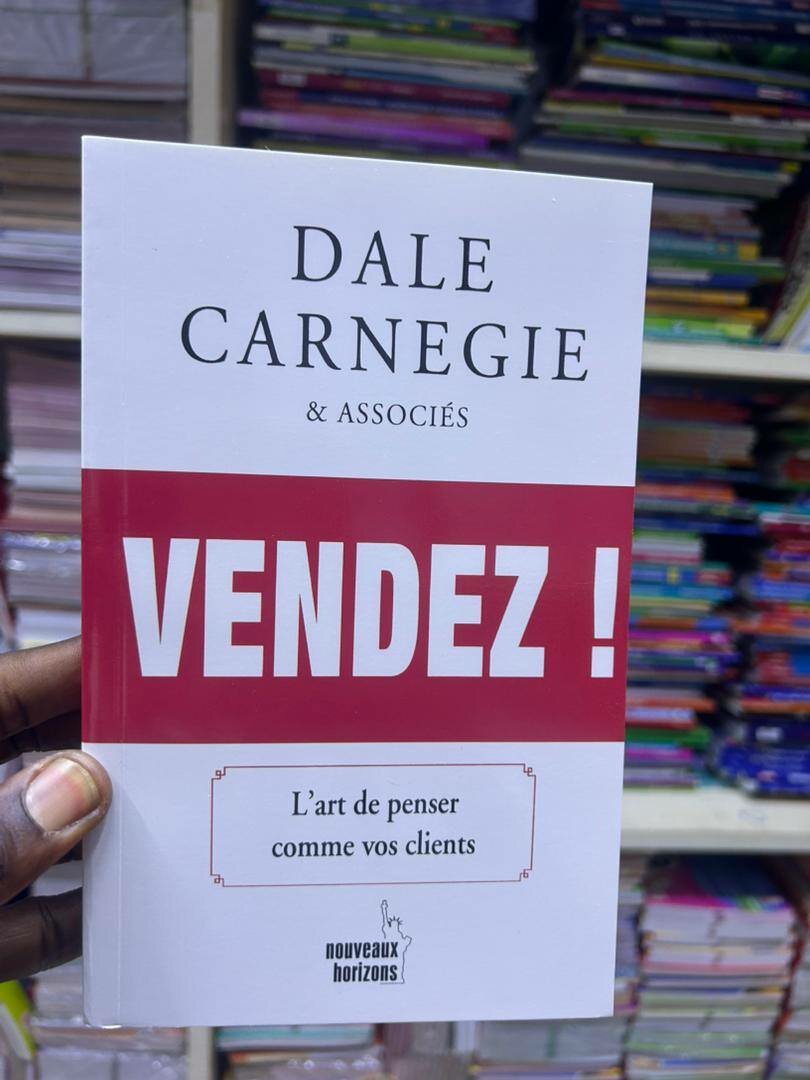 DALE
CARNEGIE
& ASSOCIÉS
VENDEZ !
L'art de penser
comme vos clients
nouveaux
horizons